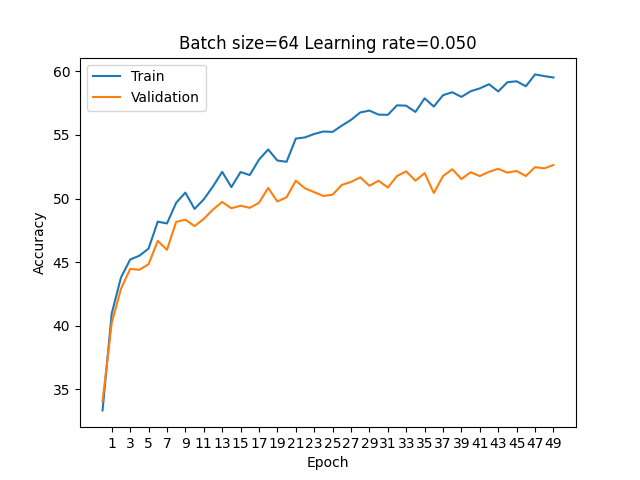 Batch size=64 Learning rate=0.050
Train
Validation
60
55
50
45
40
35
Accuracy
1 3 5 7 9 11 13 15 17 19 21 23 25 27 29 31 33 35 37 39 41 43 45 47 49
Epoch